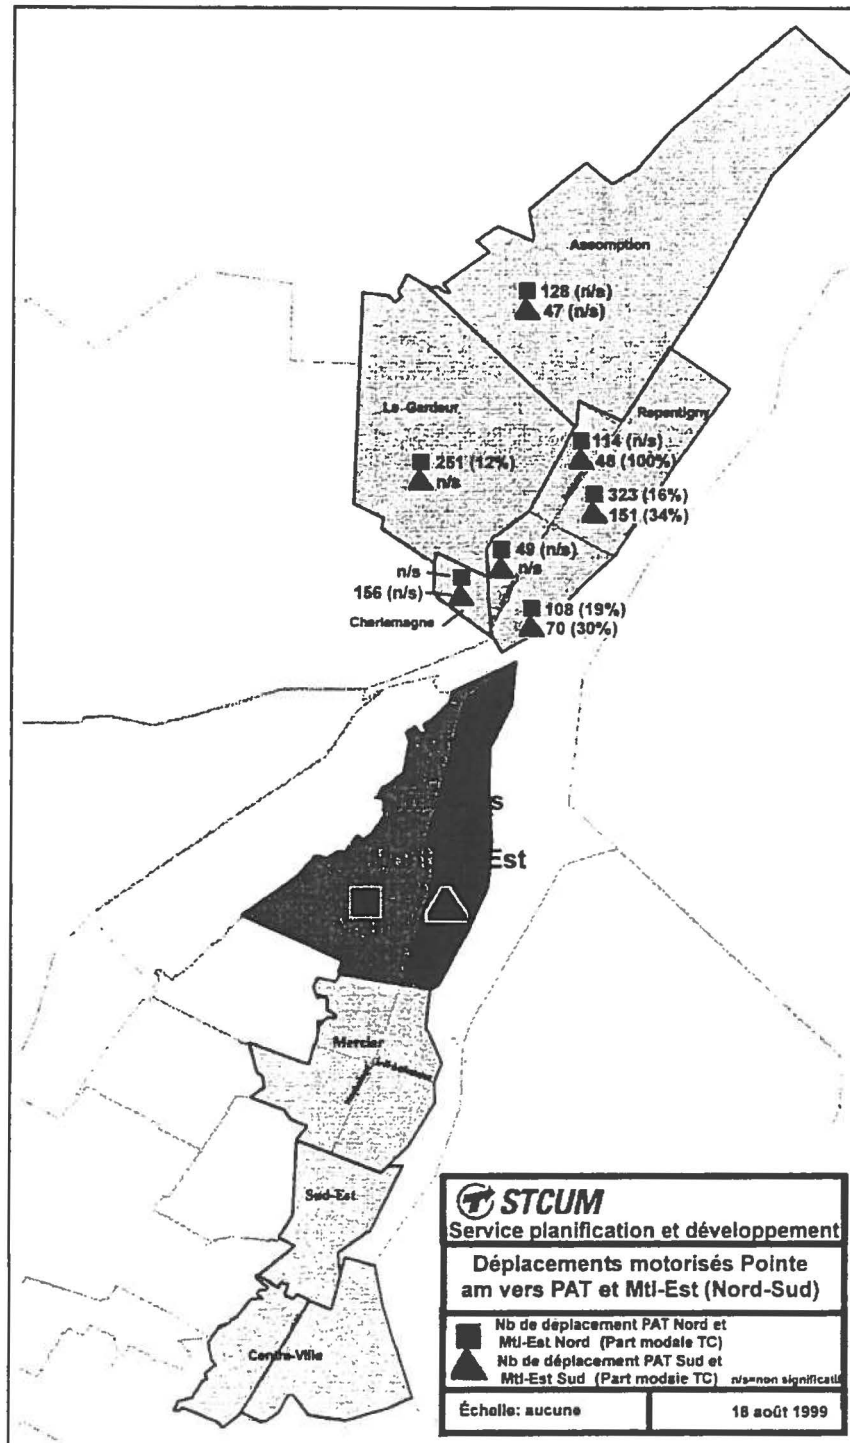 Assomption
128 (n/s)
47 (n/s)
Le-Gardeur
Repentigny
114 (n/s)
48 (100%)
251 (12%)
n/s
323 (16%)
151 (34%)
49 (n/s)
n/s
n/s
156 (n/s)
Charlemagne
108 (19%)
70 (30%)
s
Est
Mercier
Sud-Est
Centre-Ville
STCUM
Service planification et développement
Déplacements motorisés Pointe
am vers PAT et Mtl-Est (Nord-Sud)
Nb de déplacement PAT Nord et
Mtl-Est Nord (Part modale TC)
Nb de déplacement PAT Sud et
Mtl-Est Sud (Part modale TC) n/s=non significatif
Échelle: aucune
18 août 1999